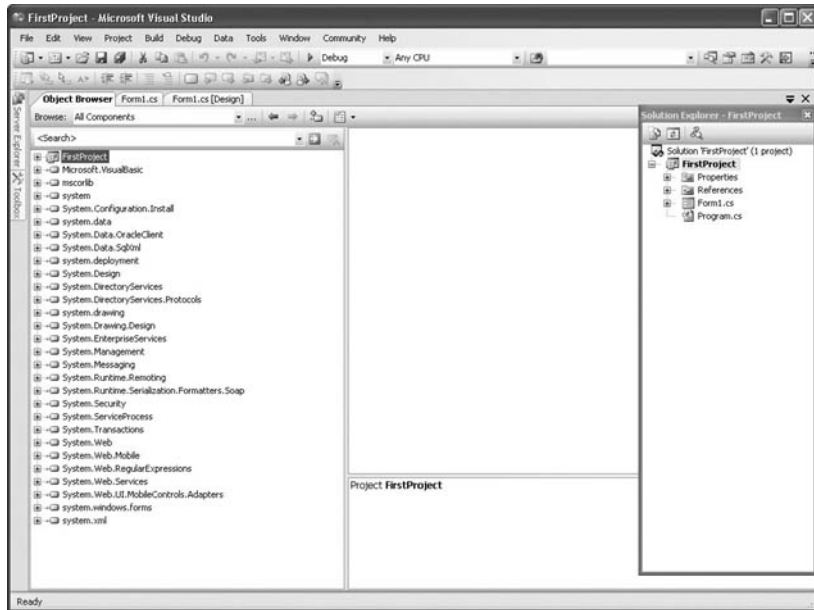 FirstProject - Microsoft Visual Studio
File Edit View Project Build Debug Data Tools Window Community Help
Debug Any CPU
Server Explorer
Toolbox
Object Browser Form1.cs Form1.cs [Design]
Browse: All Components ...
<Search>
FirstProject
Microsoft.VisualBasic
mscorlib
system
System.Configuration.Install
system.data
System.Data.OracleClient
System.Data.SqlXml
system.deployment
System.Design
System.DirectoryServices
System.DirectoryServices.Protocols
system.drawing
System.Drawing.Design
System.EnterpriseServices
System.Management
System.Messaging
System.Runtime.Remoting
System.Runtime.Serialization.Formatters.Soap
System.Security
System.ServiceProcess
System.Transactions
System.Web
System.Web.Mobile
System.Web.RegularExpressions
System.Web.Services
System.Web.UI.MobileControls.Adapters
system.windows.forms
system.xml
Project FirstProject
Solution Explorer - FirstProject
Solution 'FirstProject' (1 project)
FirstProject
Properties
References
Form1.cs
Program.cs
Ready